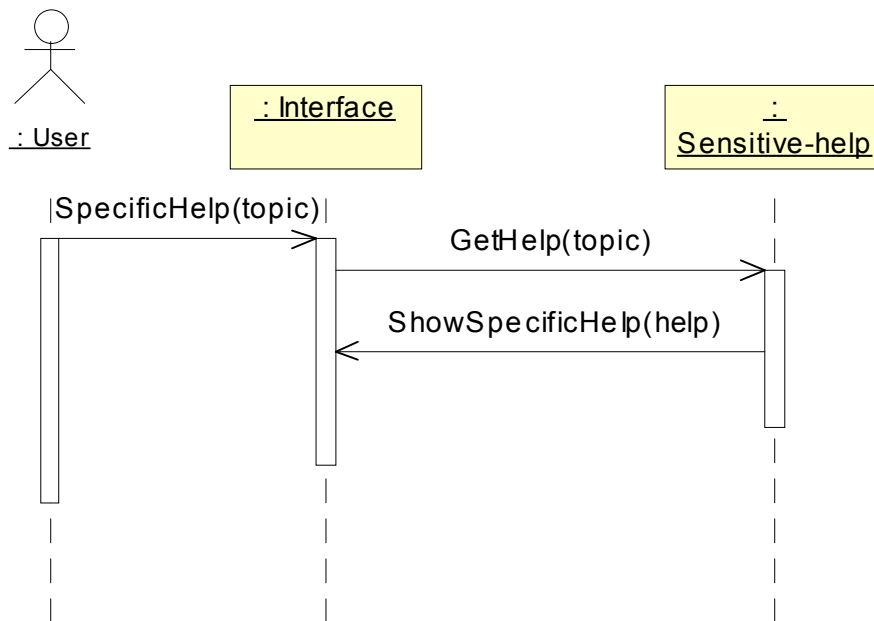 : User
: Interface
:
Sensitive-help
SpecificHelp(topic)
GetHelp(topic)
ShowSpecificHelp(help)